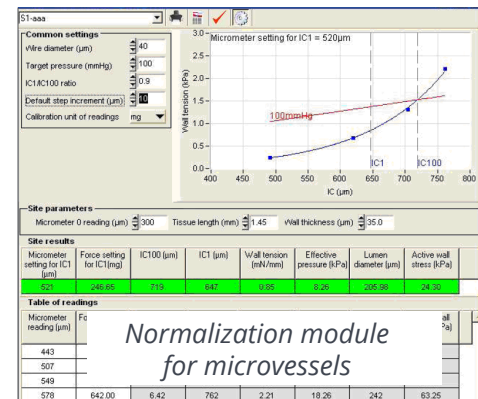 S1-aaa
Common settings
Wire diameter (µm) 40
Target pressure (mmHg) 100
IC1/IC100 ratio 0.9
Default step increment (µm) 10
Calibration unit of readings mg
Micrometer setting for IC1 = 520µm
Wall tension (kPa)
3.0
2.5
2.0
1.5
1.0
0.5
0.0
100mmHg
IC1 IC100
400 450 500 550 600 650 700 750 800
IC (µm)
Site parameters
Micrometer 0 reading (µm) 300 Tissue length (mm) 1.45 Wall thickness (µm) 35.0
Site results
Micrometer setting for IC1 (µm) Force setting for IC1(mg) IC100 (µm) IC1 (µm) Wall tension (mN/mm) Effective pressure (kPa) Lumen diameter (µm) Active wall stress (kPa)
521 246.65 719 647 0.85 8.26 205.98 24.30
Table of readings
Micrometer reading (µm)
443
507
549
578 642.00 6.42 762 2.21 18.26 242 63.25
Normalization module
for microvessels